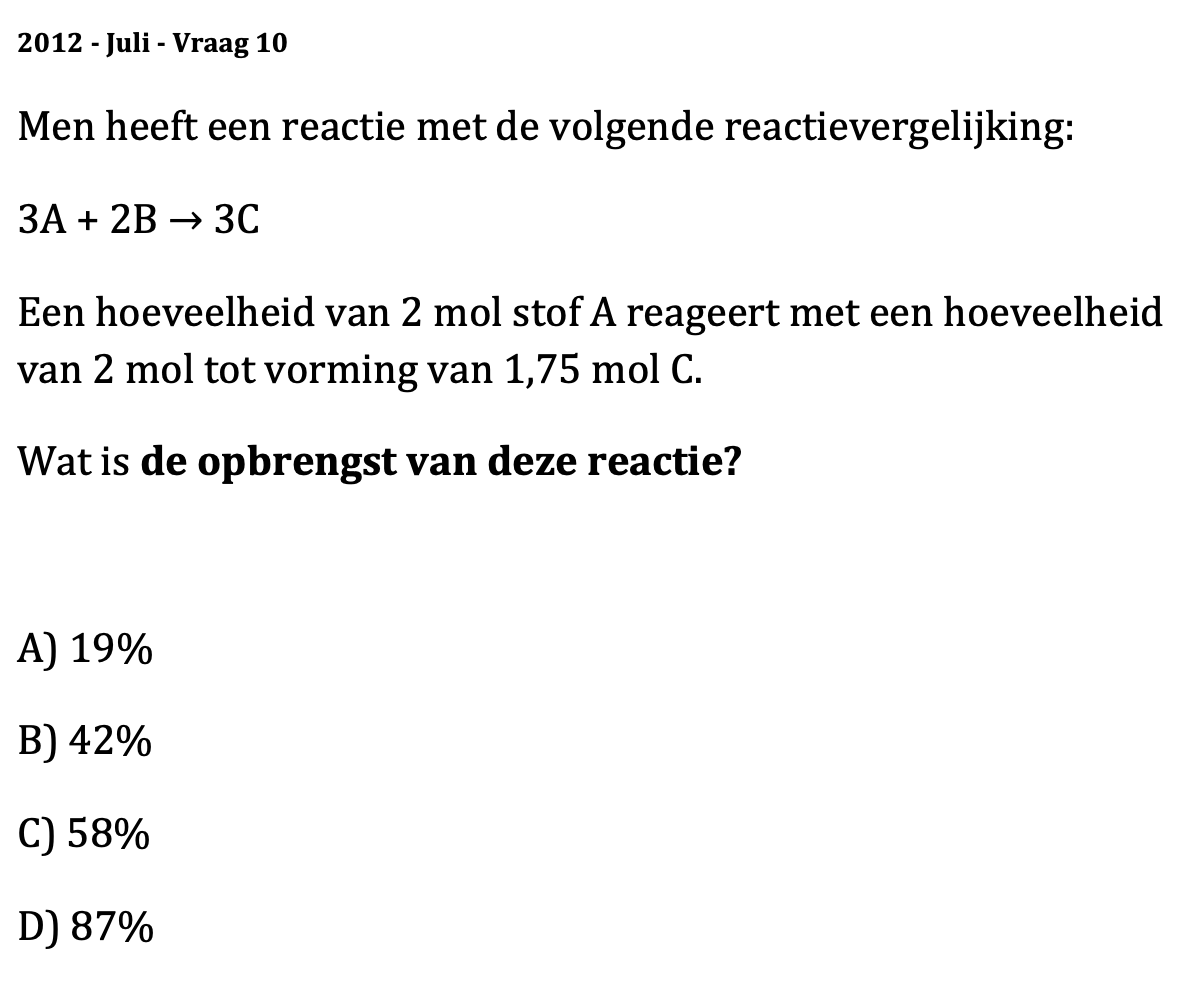 2012 - Juli - Vraag 10
Men heeft een reactie met de volgende reactievergelijking:
3A + 2B → 3C
Een hoeveelheid van 2 mol stof A reageert met een hoeveelheid
van 2 mol tot vorming van 1,75 mol C.
Wat is de opbrengst van deze reactie?
A) 19%
B) 42%
C) 58%
D) 87%